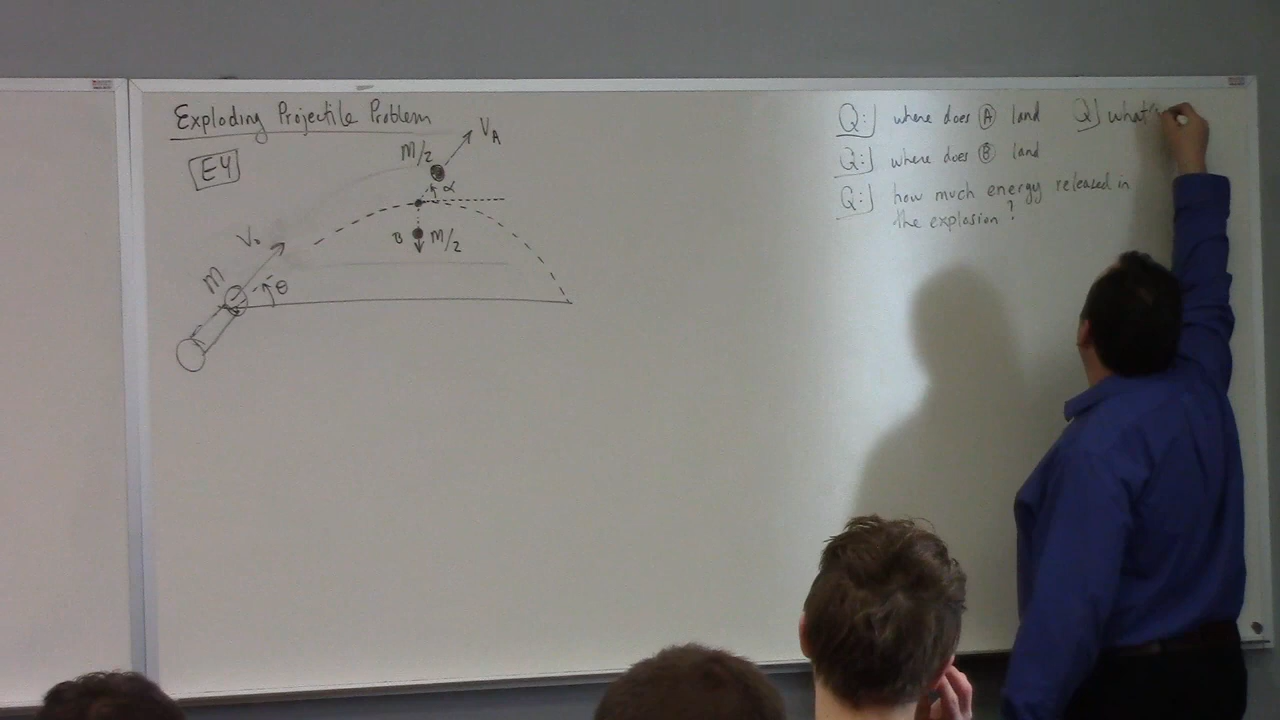 Exploding Projectile Problem
E4
M/2
VA
α
B
M/2
V₀
M
θ
Q:] where does Ⓐ land
Q:] where does Ⓑ land
Q:] how much energy released in
the explosion?
Q] what